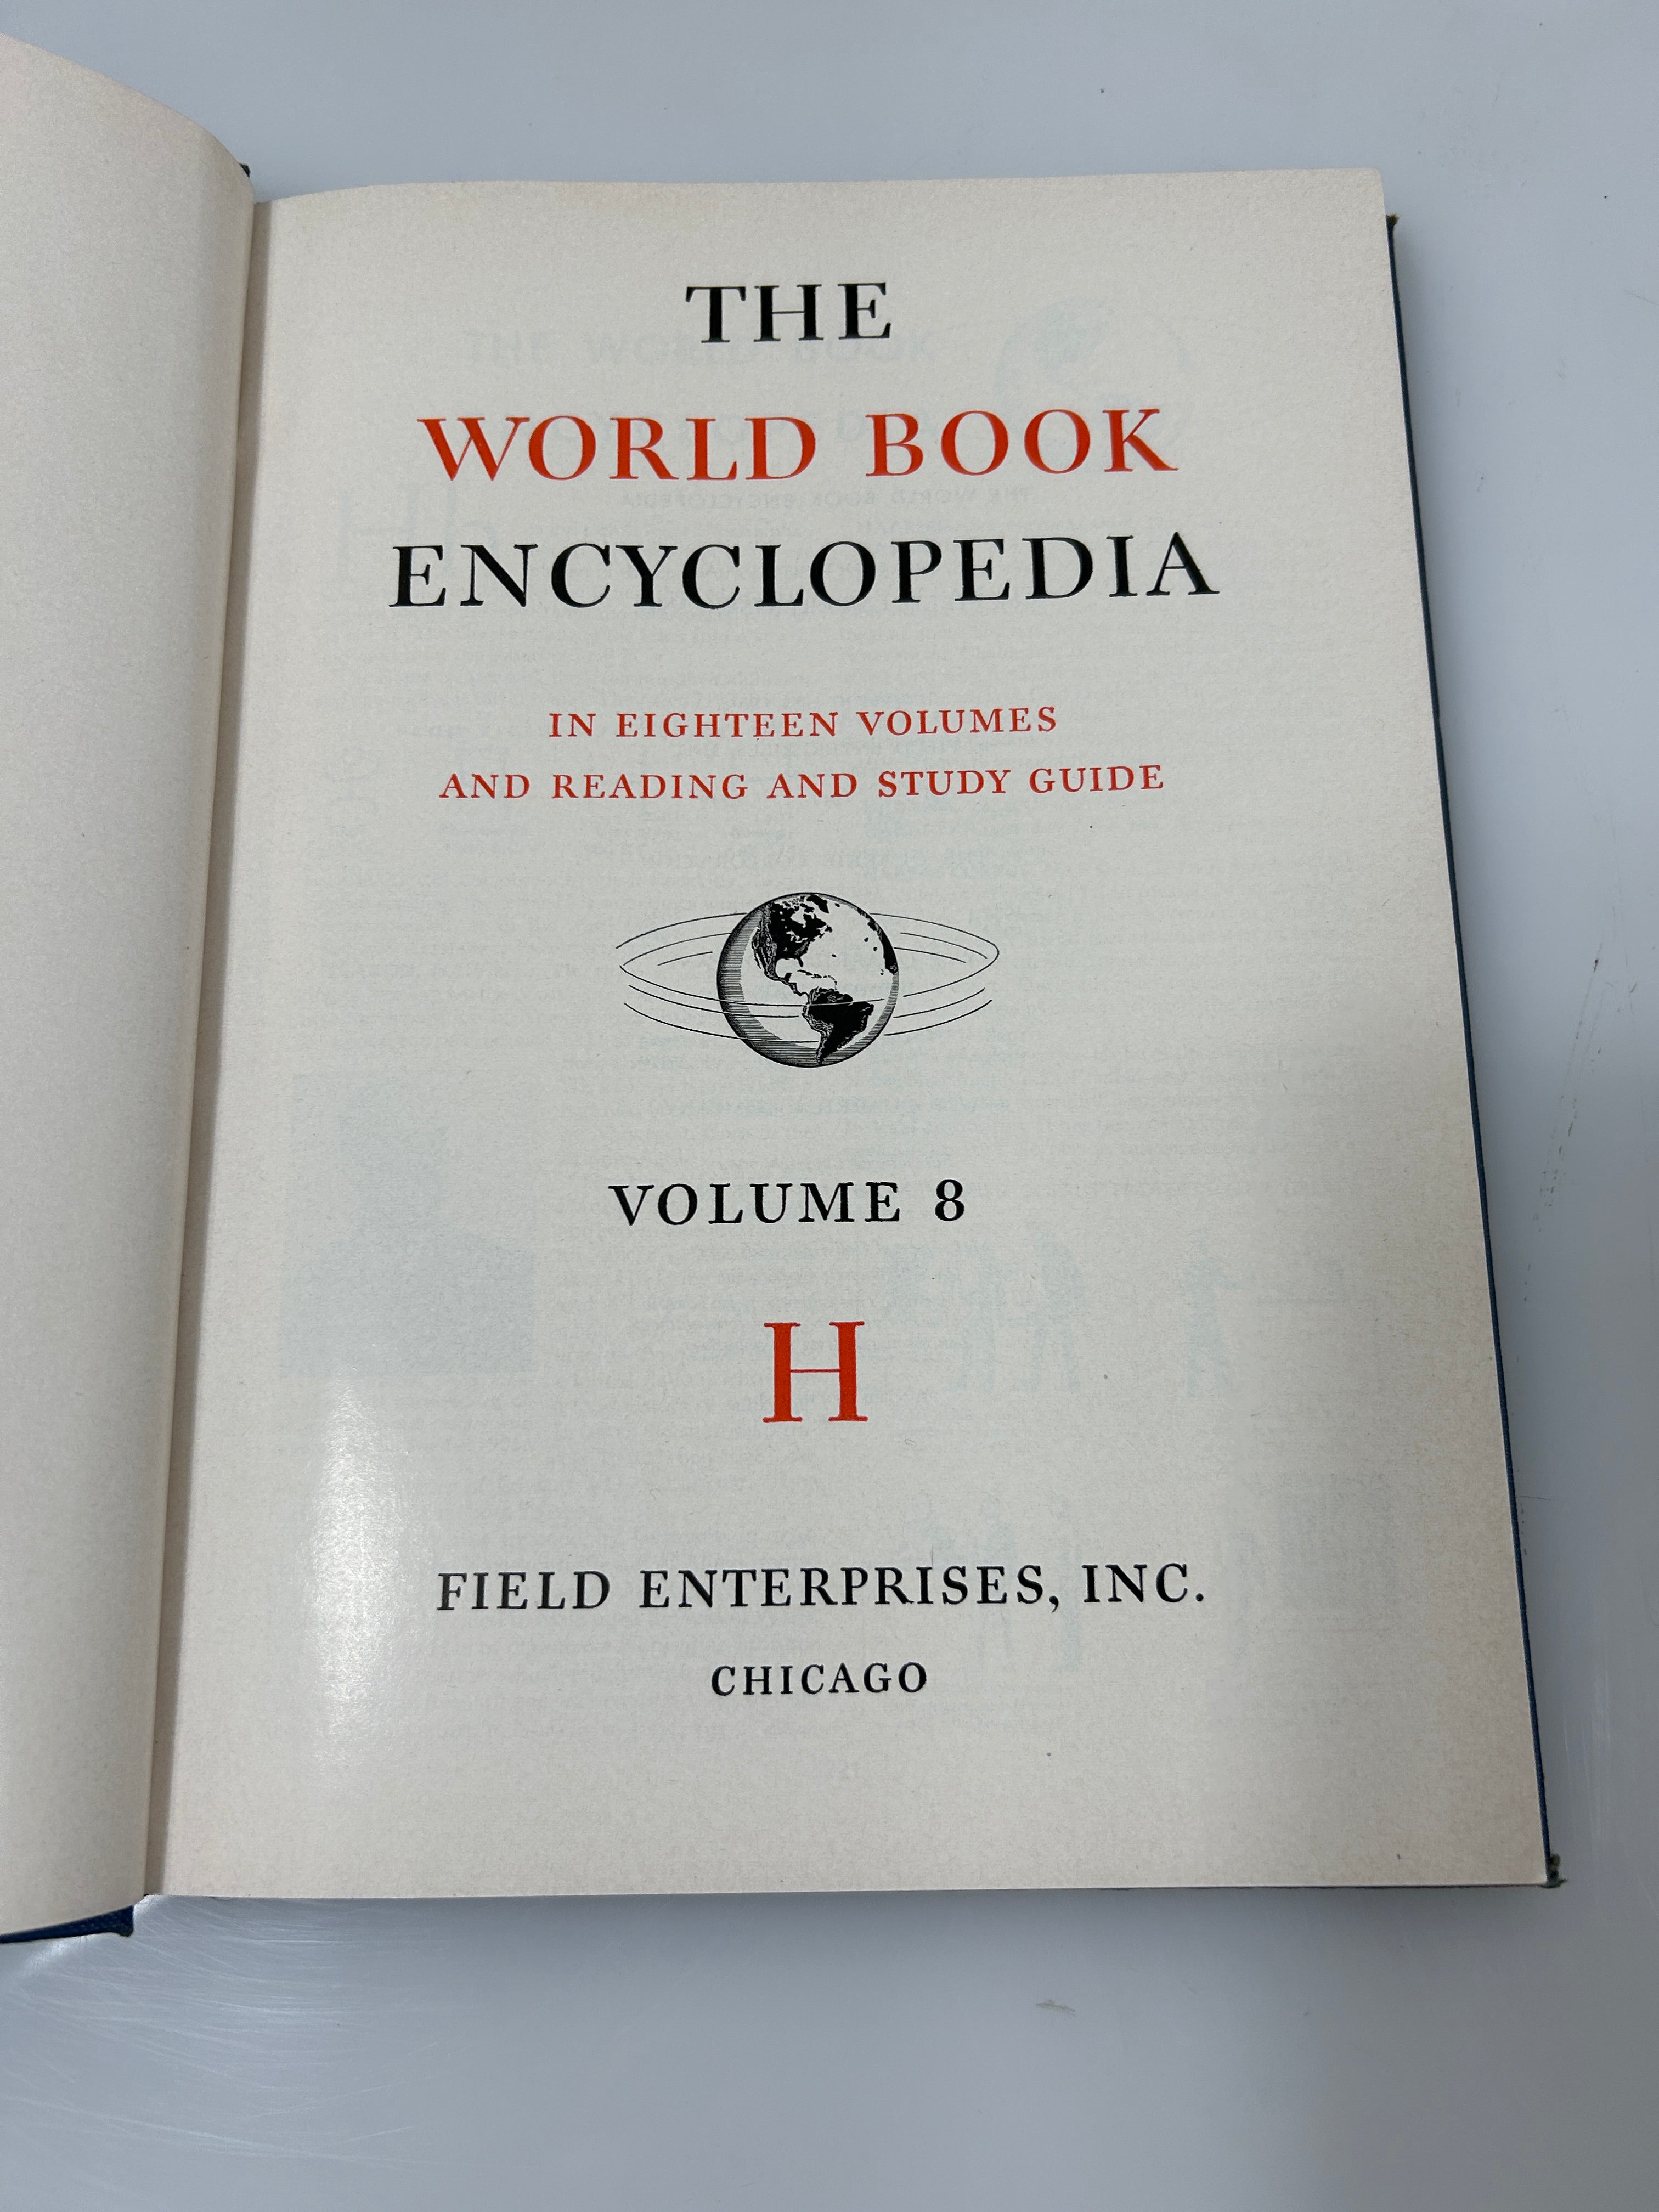 THE
WORLD BOOK
ENCYCLOPEDIA
IN EIGHTEEN VOLUMES
AND READING AND STUDY GUIDE
VOLUME 8
H
FIELD ENTERPRISES, INC.
CHICAGO